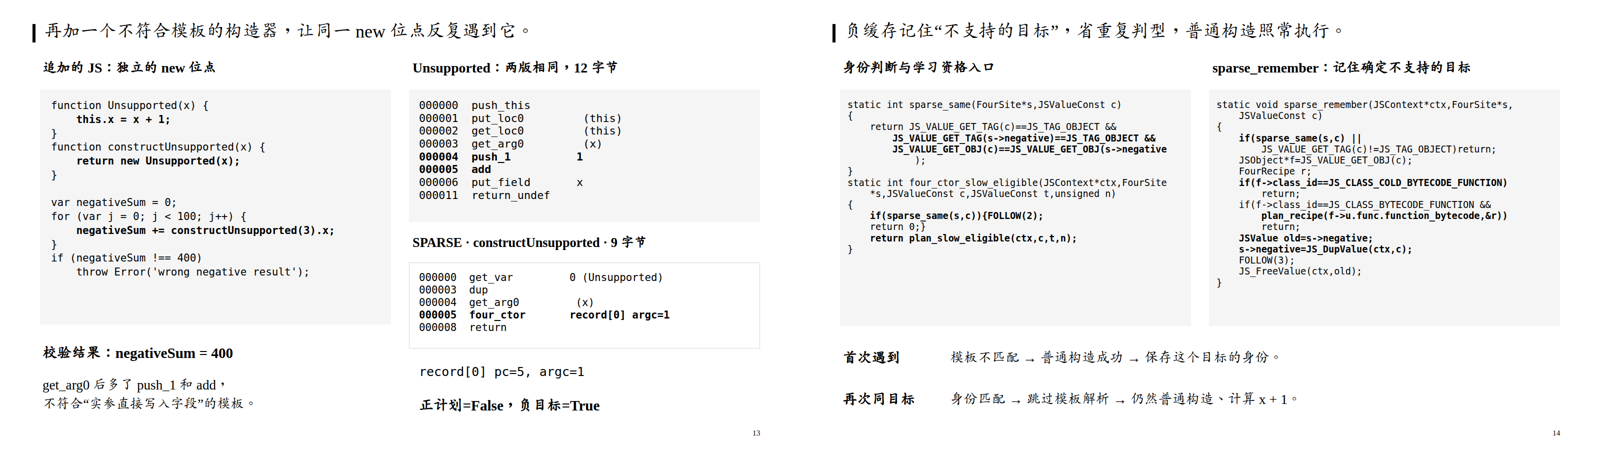 再加一个不符合模板的构造器，让同一 new 位点反复遇到它。
追加的 JS：独立的 new 位点
function Unsupported(x) {
    this.x = x + 1;
}
function constructUnsupported(x) {
    return new Unsupported(x);
}
var negativeSum = 0;
for (var j = 0; j < 100; j++) {
    negativeSum += constructUnsupported(3).x;
}
if (negativeSum !== 400)
    throw Error('wrong negative result');
校验结果：negativeSum = 400
get_arg0 后多了 push_1 和 add，
不符合“实参直接写入字段”的模板。
Unsupported：两版相同，12 字节
000000  push_this
000001  put_loc0          (this)
000002  get_loc0          (this)
000003  get_arg0          (x)
000004  push_1           1
000005  add
000006  put_field        x
000011  return_undef
SPARSE · constructUnsupported · 9 字节
000000  get_var         0 (Unsupported)
000003  dup
000004  get_arg0         (x)
000005  four_ctor       record[0] argc=1
000008  return
record[0] pc=5, argc=1
正计划=False，负目标=True
13
负缓存记住“不支持的目标”，省重复判型，普通构造照常执行。
身份判断与学习资格入口
static int sparse_same(FourSite*s,JSValueConst c)
{
    return JS_VALUE_GET_TAG(c)==JS_TAG_OBJECT &&
        JS_VALUE_GET_TAG(s->negative)==JS_TAG_OBJECT &&
        JS_VALUE_GET_OBJ(c)==JS_VALUE_GET_OBJ(s->negative
            );
}
static int four_ctor_slow_eligible(JSContext*ctx,FourSite
    *s,JSValueConst c,JSValueConst t,unsigned n)
{
    if(sparse_same(s,c)){FOLLOW(2);
    return 0;}
    return plan_slow_eligible(ctx,c,t,n);
}
sparse_remember：记住确定不支持的目标
static void sparse_remember(JSContext*ctx,FourSite*s,
    JSValueConst c)
{
    if(sparse_same(s,c) ||
        JS_VALUE_GET_TAG(c)!=JS_TAG_OBJECT)return;
    JSObject*f=JS_VALUE_GET_OBJ(c);
    FourRecipe r;
    if(f->class_id==JS_CLASS_COLD_BYTECODE_FUNCTION)
        return;
    if(f->class_id==JS_CLASS_BYTECODE_FUNCTION &&
        plan_recipe(f->u.func.function_bytecode,&r))
        return;
    JSValue old=s->negative;
    s->negative=JS_DupValue(ctx,c);
    FOLLOW(3);
    JS_FreeValue(ctx,old);
}
首次遇到 模板不匹配 → 普通构造成功 → 保存这个目标的身份。
再次同目标 身份匹配 → 跳过模板解析 → 仍然普通构造、计算 x + 1。
14